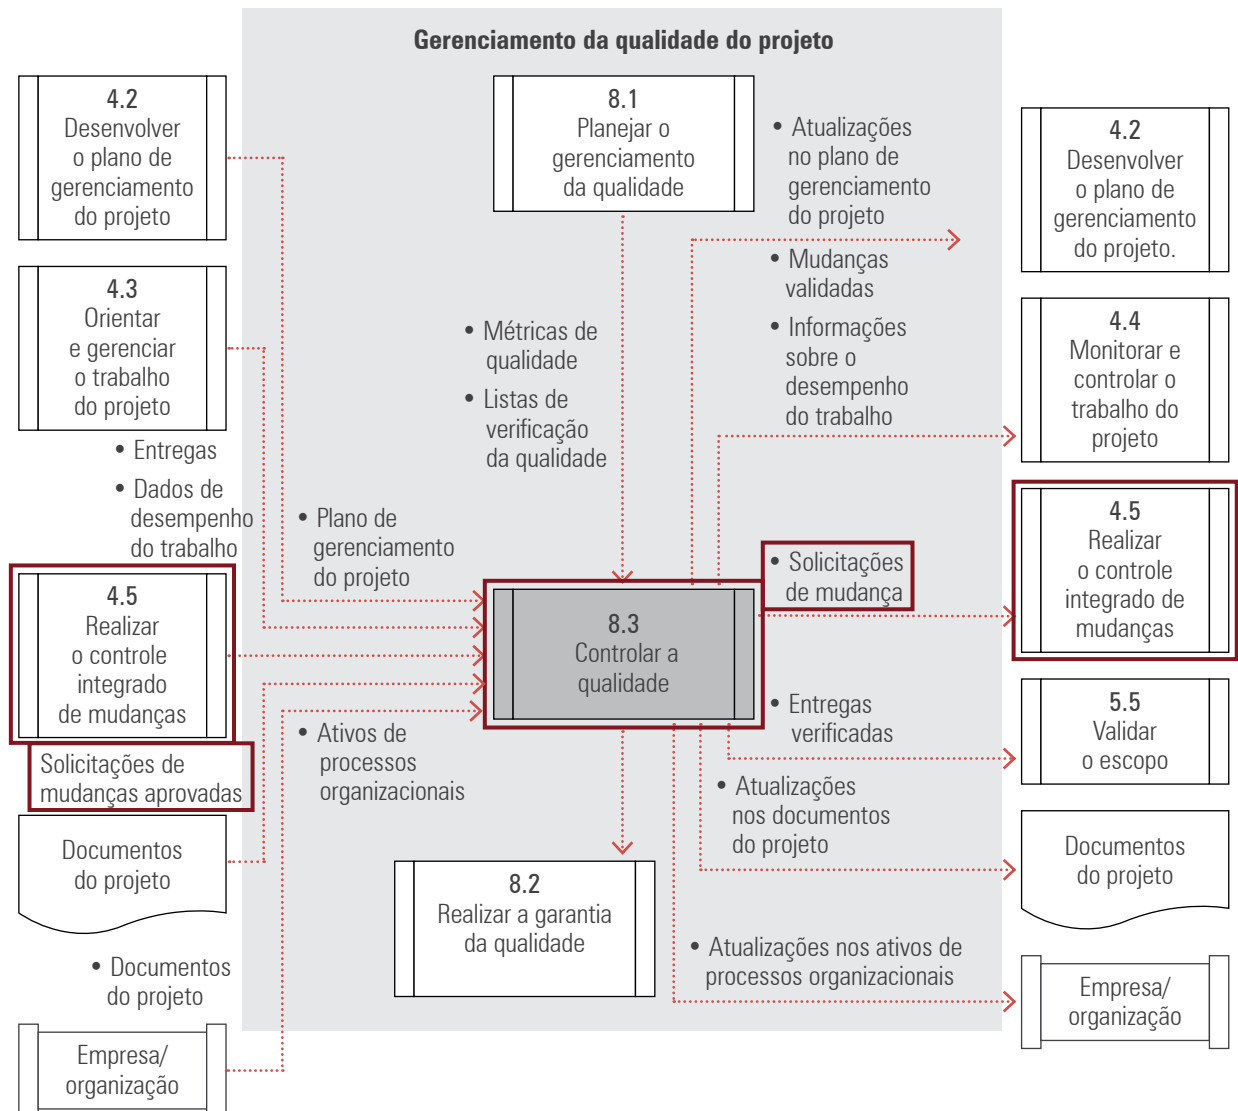 Gerenciamento da qualidade do projeto
4.2
Desenvolver
o plano de
gerenciamento
do projeto
4.3
Orientar
e gerenciar
o trabalho
do projeto
• Entregas
• Dados de
desempenho
do trabalho
4.5
Realizar
o controle
integrado
de mudanças
Solicitações de
mudanças aprovadas
Documentos
do projeto
• Documentos
do projeto
Empresa/
organização
• Plano de
gerenciamento
do projeto
• Ativos de
processos
organizacionais
8.1
Planejar o
gerenciamento
da qualidade
• Métricas de
qualidade
• Listas de
verificação
da qualidade
8.3
Controlar a
qualidade
8.2
Realizar a garantia
da qualidade
• Atualizações
no plano de
gerenciamento
do projeto
• Mudanças
validadas
• Informações
sobre o
desempenho
do trabalho
• Solicitações
de mudança
• Entregas
verificadas
• Atualizações
nos documentos
do projeto
• Atualizações nos ativos de
processos organizacionais
4.2
Desenvolver
o plano de
gerenciamento
do projeto.
4.4
Monitorar e
controlar o
trabalho do
projeto
4.5
Realizar
o controle
integrado de
mudanças
5.5
Validar
o escopo
Documentos
do projeto
Empresa/
organização